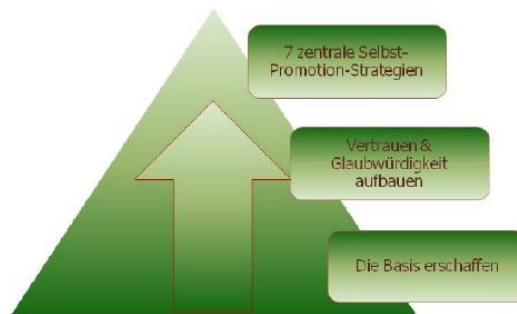 7 zentrale Selbst-
Promotion-Strategien
Vertrauen &
Glaubwürdigkeit
aufbauen
Die Basis erschaffen